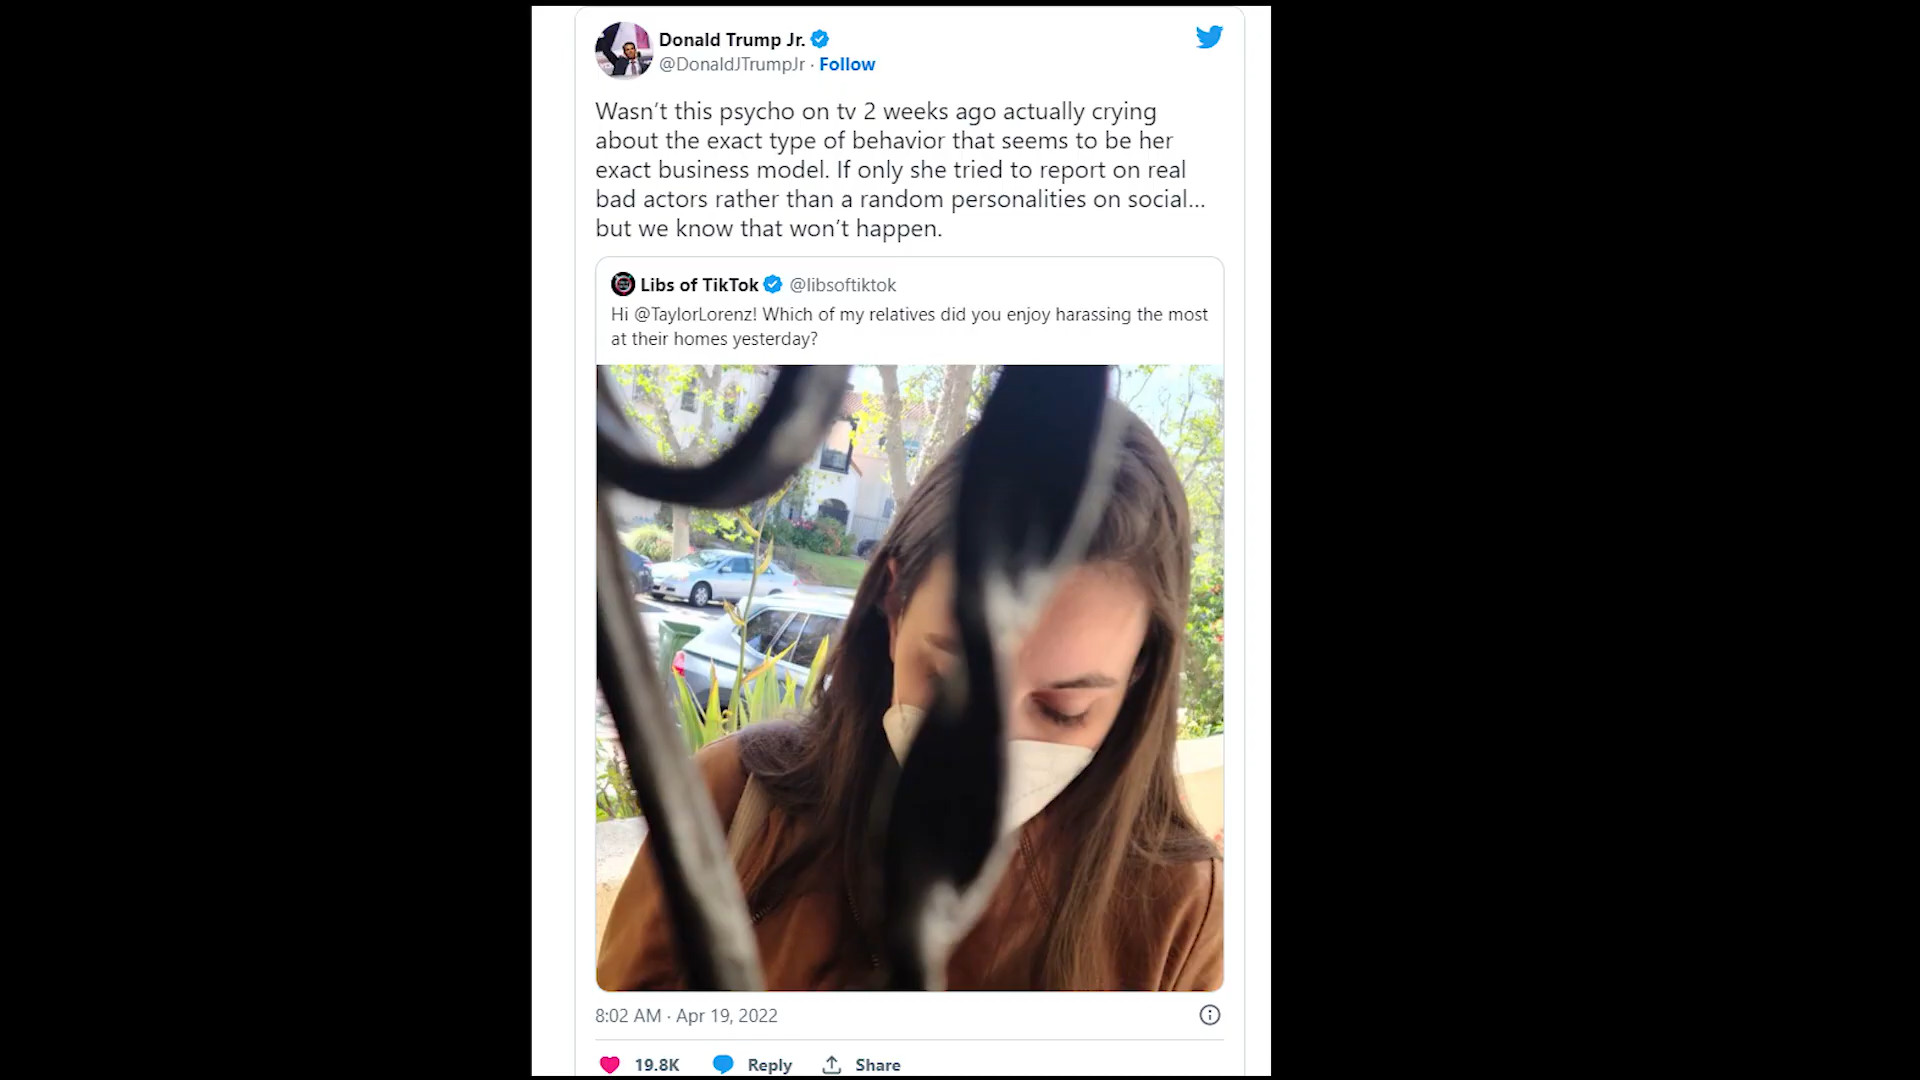 Donald Trump Jr.
@DonaldJTrumpJr · Follow
Wasn’t this psycho on tv 2 weeks ago actually crying
about the exact type of behavior that seems to be her
exact business model. If only she tried to report on real
bad actors rather than a random personalities on social…
but we know that won’t happen.
Libs of TikTok @libsoftiktok
Hi @TaylorLorenz! Which of my relatives did you enjoy harassing the most
at their homes yesterday?
8:02 AM · Apr 19, 2022
19.8K Reply Share